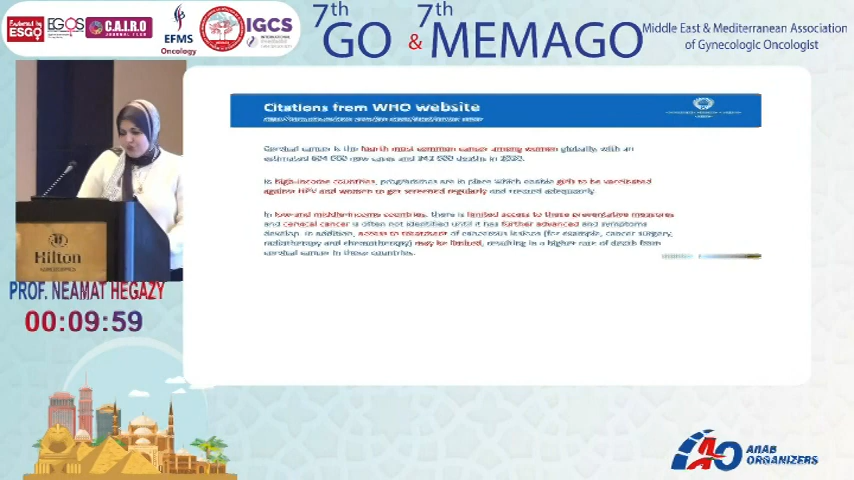 Endorsed by
ESGO
EGOS
C.A.I.R.O
JOURNAL CLUB
EFMS
Oncology
IGCS
7th GO & 7th MEMAGO
Middle East & Mediterranean Association
of Gynecologic Oncologist
Citations from WHO website
Cervical cancer is the fourth most common cancer among women globally, with an
estimated 604 000 new cases and 342 000 deaths in 2020.
In high-income countries, programmes are in place which enable girls to be vaccinated
against HPV and women to get screened regularly and treated adequately.
In low-and middle-income countries, there is limited access to these preventative measures
and cervical cancer is often not identified until it has further advanced and symptoms
develop. In addition, access to treatment of cancerous lesions (for example, cancer surgery,
radiotherapy and chemotherapy) may be limited, resulting in a higher rate of death from
cervical cancer in these countries.
Hilton
PROF. NEAMAT HEGAZY
00:09:59
ARAB
ORGANIZERS